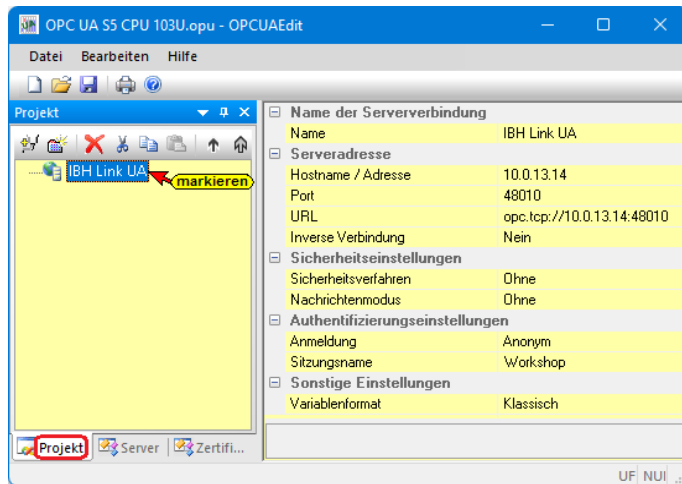 OPC UA S5 CPU 103U.opu - OPCUAEdit
Datei Bearbeiten Hilfe
Projekt
IBH Link UA
markieren
Name der Serververbindung
Name IBH Link UA
Serveradresse
Hostname / Adresse 10.0.13.14
Port 48010
URL opc.tcp://10.0.13.14:48010
Inverse Verbindung Nein
Sicherheitseinstellungen
Sicherheitsverfahren Ohne
Nachrichtenmodus Ohne
Authentifizierungseinstellungen
Anmeldung Anonym
Sitzungsname Workshop
Sonstige Einstellungen
Variablenformat Klassisch
Projekt Server Zertifi...
UF NUI